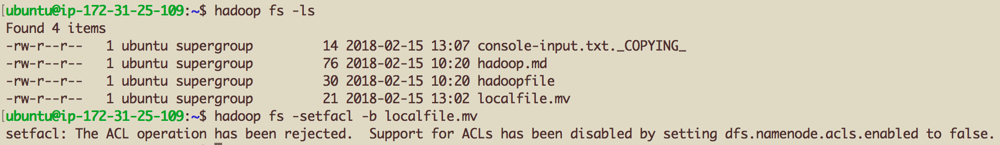 [ubuntu@ip-172-31-25-109:~$ hadoop fs -ls
Found 4 items
-rw-r--r--   1 ubuntu supergroup         14 2018-02-15 13:07 console-input.txt._COPYING_
-rw-r--r--   1 ubuntu supergroup         76 2018-02-15 10:20 hadoop.md
-rw-r--r--   1 ubuntu supergroup         30 2018-02-15 10:20 hadoopfile
-rw-r--r--   1 ubuntu supergroup         21 2018-02-15 13:02 localfile.mv
[ubuntu@ip-172-31-25-109:~$ hadoop fs -setfacl -b localfile.mv
setfacl: The ACL operation has been rejected.  Support for ACLs has been disabled by setting dfs.namenode.acls.enabled to false.